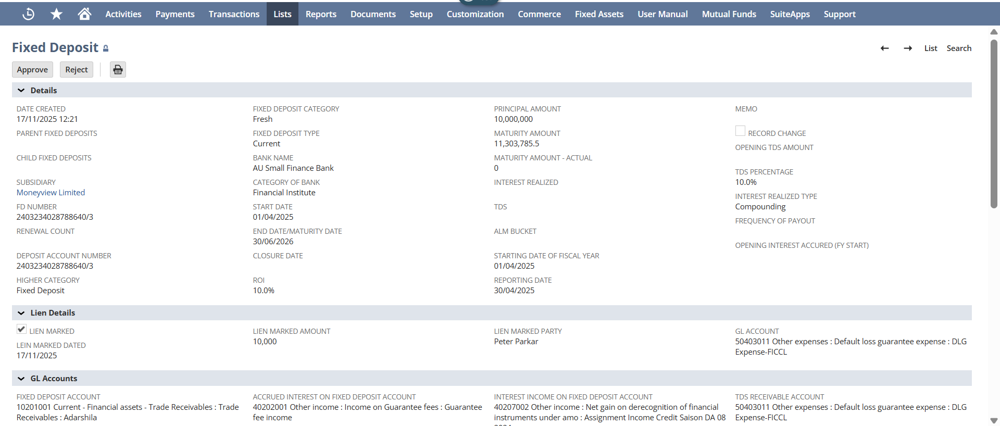 Activities Payments Transactions Lists Reports Documents Setup Customization Commerce Fixed Assets User Manual Mutual Funds SuiteApps Support
Fixed Deposit
List Search
Approve Reject
Details
DATE CREATED
17/11/2025 12:21
PARENT FIXED DEPOSITS
CHILD FIXED DEPOSITS
SUBSIDIARY
Moneyview Limited
FD NUMBER
2403234028788640/3
RENEWAL COUNT
DEPOSIT ACCOUNT NUMBER
2403234028788640/3
HIGHER CATEGORY
Fixed Deposit
FIXED DEPOSIT CATEGORY
Fresh
FIXED DEPOSIT TYPE
Current
BANK NAME
AU Small Finance Bank
CATEGORY OF BANK
Financial Institute
START DATE
01/04/2025
END DATE/MATURITY DATE
30/06/2026
CLOSURE DATE
ROI
10.0%
PRINCIPAL AMOUNT
10,000,000
MATURITY AMOUNT
11,303,785.5
MATURITY AMOUNT - ACTUAL
0
INTEREST REALIZED
TDS
ALM BUCKET
STARTING DATE OF FISCAL YEAR
01/04/2025
REPORTING DATE
30/04/2025
MEMO
RECORD CHANGE
OPENING TDS AMOUNT
TDS PERCENTAGE
10.0%
INTEREST REALIZED TYPE
Compounding
FREQUENCY OF PAYOUT
OPENING INTEREST ACCURED (FY START)
Lien Details
LIEN MARKED
LEIN MARKED DATED
17/11/2025
LIEN MARKED AMOUNT
10,000
LIEN MARKED PARTY
Peter Parkar
GL ACCOUNT
50403011 Other expenses : Default loss guarantee expense : DLG
Expense-FICCL
GL Accounts
FIXED DEPOSIT ACCOUNT
10201001 Current - Financial assets - Trade Receivables : Trade
Receivables : Adarshila
ACCRUED INTEREST ON FIXED DEPOSIT ACCOUNT
40202001 Other income : Income on Guarantee fees : Guarantee
fee income
INTEREST INCOME ON FIXED DEPOSIT ACCOUNT
40207002 Other income : Net gain on derecognition of financial
instruments under amo : Assignment Income Credit Saison DA 08
TDS RECEIVABLE ACCOUNT
50403011 Other expenses : Default loss guarantee expense : DLG
Expense-FICCL